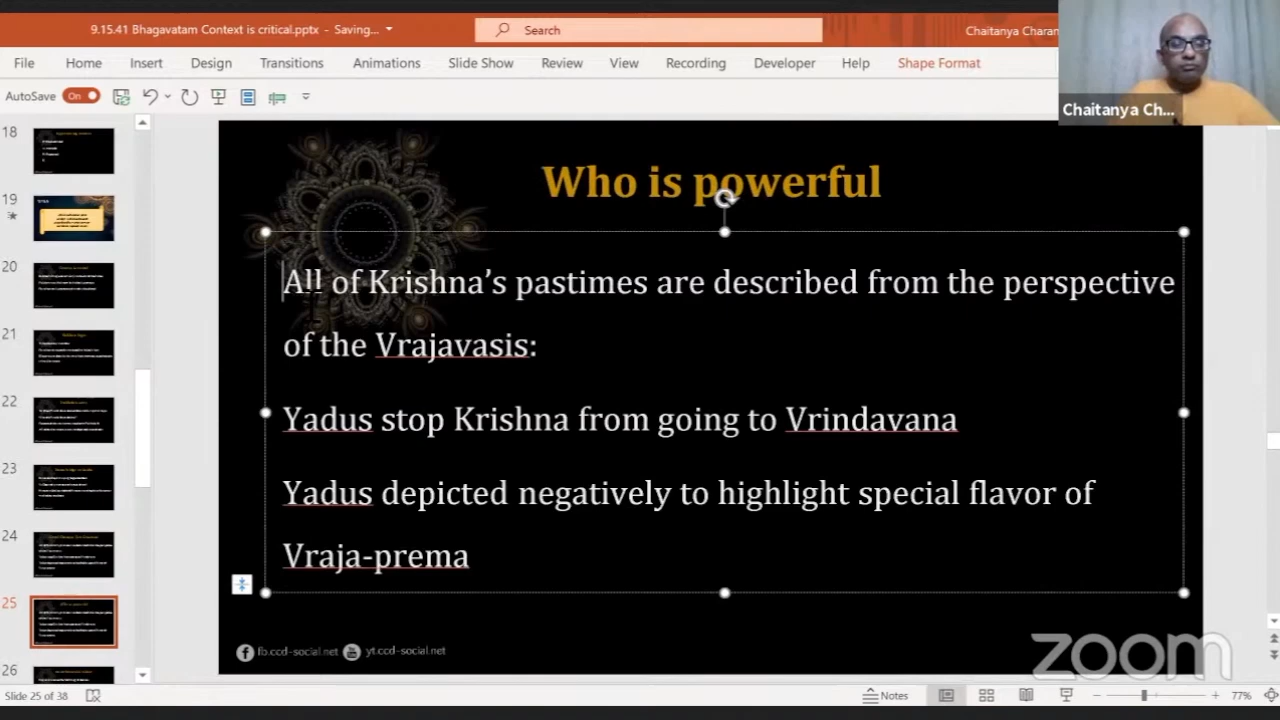 9.15.41 Bhagavatam Context is critical.pptx - Saving...
Search
Chaitanya Charan
File Home Insert Design Transitions Animations Slide Show Review View Recording Developer Help Shape Format
AutoSave On
Chaitanya Ch...
18
19
20
21
22
23
24
25
26
Who is powerful
All of Krishna’s pastimes are described from the perspective
of the Vrajavasis:
Yadus stop Krishna from going to Vrindavana
Yadus depicted negatively to highlight special flavor of
Vraja-prema
fb.ccd-social.net yt.ccd-social.net
zoom
Slide 25 of 38
Notes
77%